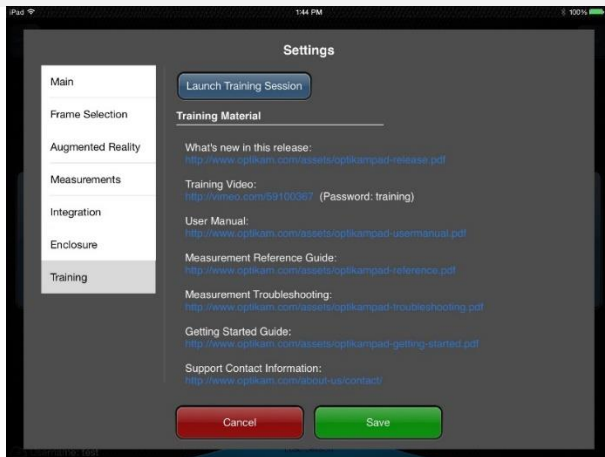 iPad
1:44 PM
100%
Settings
Main
Frame Selection
Augmented Reality
Measurements
Integration
Enclosure
Training
Launch Training Session
Training Material
What's new in this release:
http://www.optikam.com/assets/optikampad-release.pdf
Training Video:
http://vimeo.com/59100367 (Password: training)
User Manual:
http://www.optikam.com/assets/optikampad-usermanual.pdf
Measurement Reference Guide:
http://www.optikam.com/assets/optikampad-reference.pdf
Measurement Troubleshooting:
http://www.optikam.com/assets/optikampad-troubleshooting.pdf
Getting Started Guide:
http://www.optikam.com/assets/optikampad-getting-started.pdf
Support Contact Information:
http://www.optikam.com/about-us/contact/
Cancel
Save
Username: test